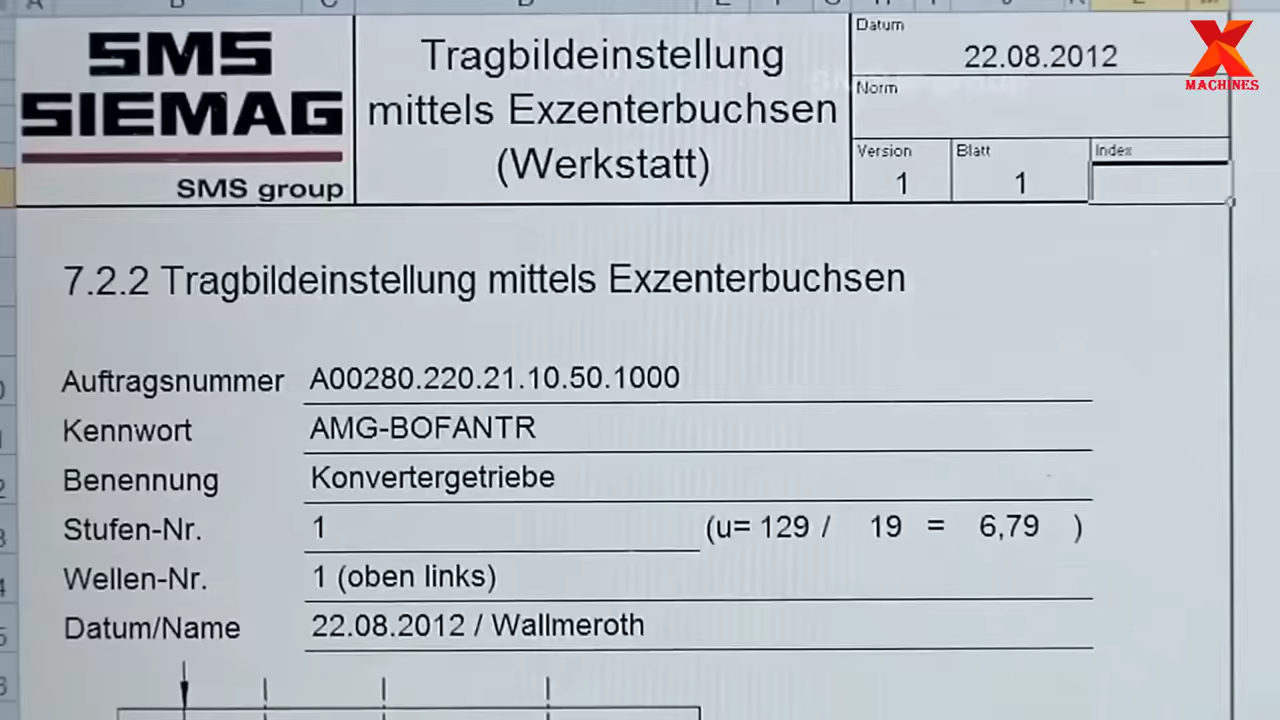 SMS
SIEMAG
SMS group
Tragbildeinstellung
mittels Exzenterbuchsen
(Werkstatt)
Datum
22.08.2012
Norm
Version
1
Blatt
1
Index
X
MACHINES
7.2.2 Tragbildeinstellung mittels Exzenterbuchsen
Auftragsnummer A00280.220.21.10.50.1000
Kennwort AMG-BOFANTR
Benennung Konvertergetriebe
Stufen-Nr. 1 (u= 129 / 19 = 6,79 )
Wellen-Nr. 1 (oben links)
Datum/Name 22.08.2012 / Wallmeroth